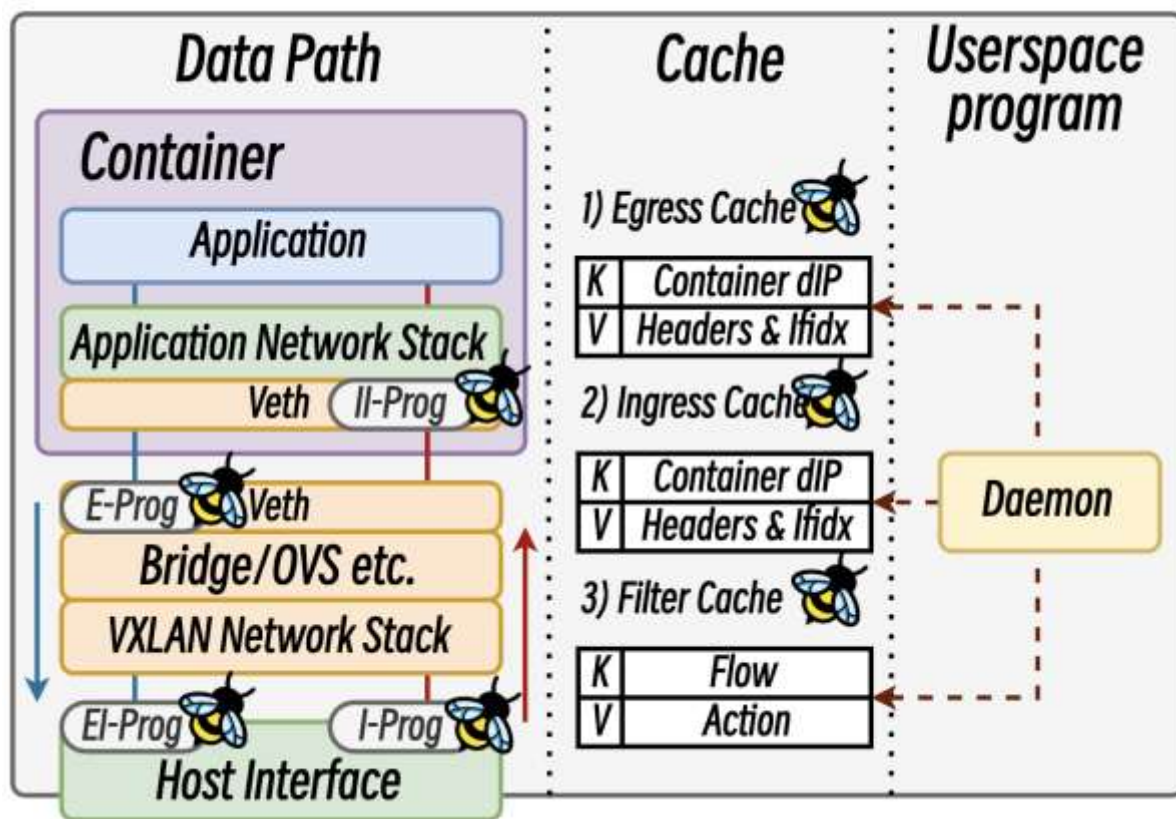 Data Path
Container
Application
Application Network Stack
Veth
II-Prog
E-Prog
Veth
Bridge/OVS etc.
VXLAN Network Stack
EI-Prog
I-Prog
Host Interface
Cache
1) Egress Cache
K Container dIP
V Headers & Ifidx
2) Ingress Cache
K Container dIP
V Headers & Ifidx
3) Filter Cache
K Flow
V Action
Userspace
program
Daemon